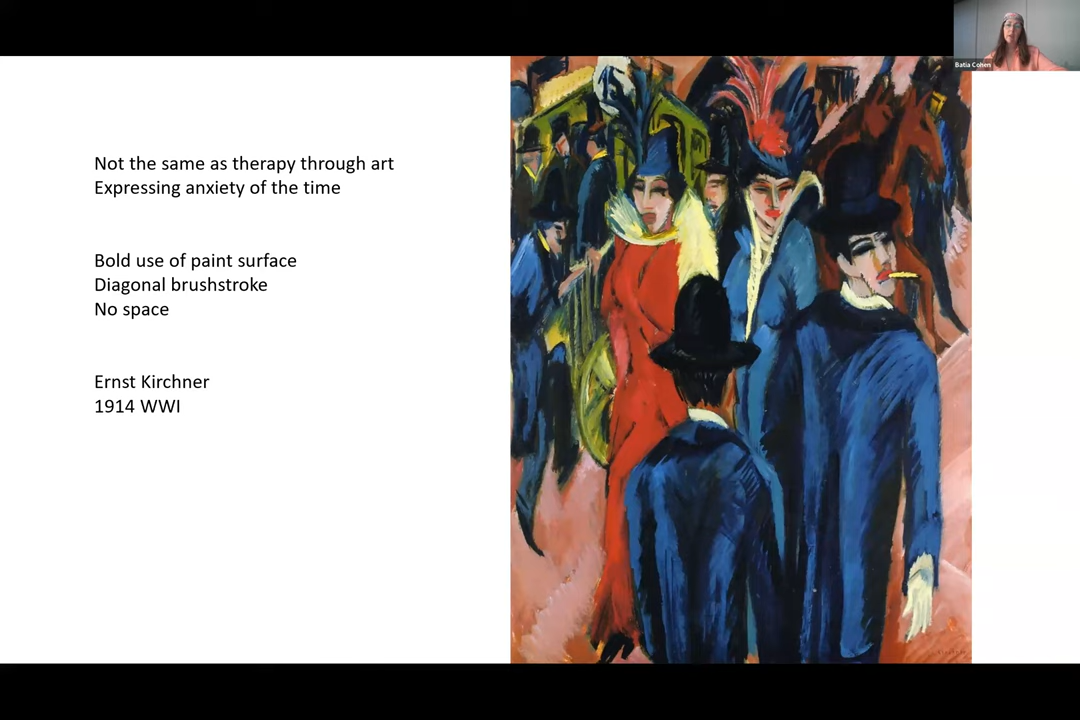 Not the same as therapy through art
Expressing anxiety of the time
Bold use of paint surface
Diagonal brushstroke
No space
Ernst Kirchner
1914 WWI
Batia Cohen